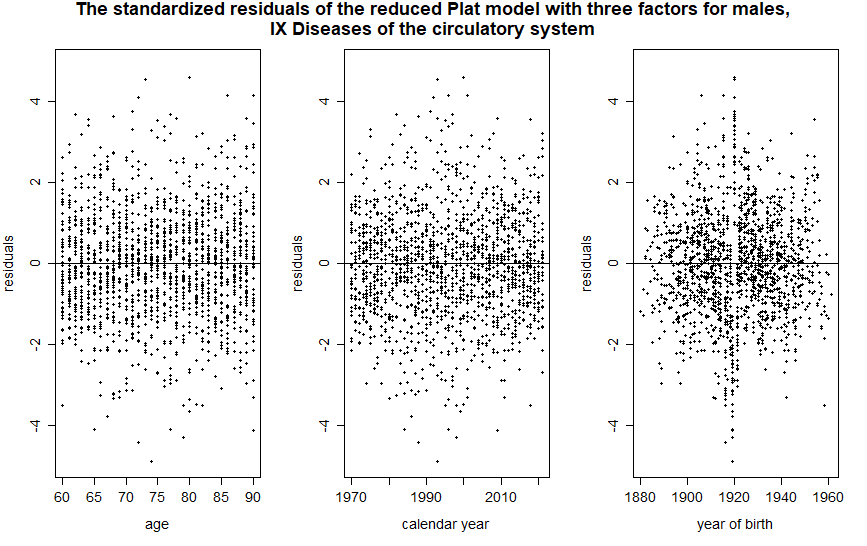 The standardized residuals of the reduced Plat model with three factors for males,
IX Diseases of the circulatory system
residuals
4
2
0
-2
-4
60 65 70 75 80 85 90
age
residuals
4
2
0
-2
-4
1970 1990 2010
calendar year
residuals
4
2
0
-2
-4
1880 1900 1920 1940 1960
year of birth